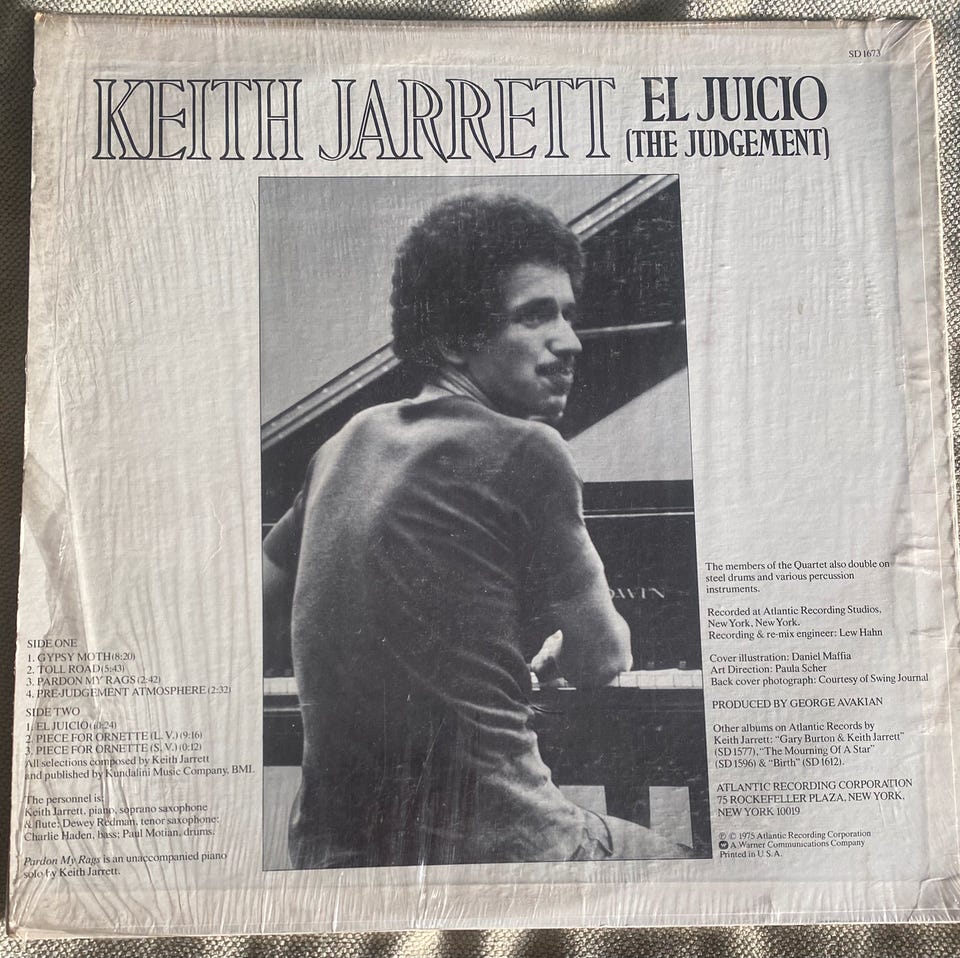 SD 1673
KEITH JARRETT EL JUICIO
(THE JUDGEMENT)
SIDE ONE
1. GYPSY MOTH (8:20)
2. TOLL ROAD (5:43)
3. PARDON MY RAGS (2:42)
4. PRE-JUDGEMENT ATMOSPHERE (2:32)
SIDE TWO
1. EL JUICIO (10:24)
2. PIECE FOR ORNETTE (L. V.) (9:16)
3. PIECE FOR ORNETTE (S. V.) (0:12)
All selections composed by Keith Jarrett
and published by Kundalini Music Company, BMI.
The personnel is:
Keith Jarrett, piano, soprano saxophone
& flute; Dewey Redman, tenor saxophone;
Charlie Haden, bass; Paul Motian, drums.
Pardon My Rags is an unaccompanied piano
solo by Keith Jarrett.
The members of the Quartet also double on
steel drums and various percussion
instruments.
Recorded at Atlantic Recording Studios,
New York, New York.
Recording & re-mix engineer: Lew Hahn
Cover illustration: Daniel Maffia
Art Direction: Paula Scher
Back cover photograph: Courtesy of Swing Journal
PRODUCED BY GEORGE AVAKIAN
Other albums on Atlantic Records by
Keith Jarrett: "Gary Burton & Keith Jarrett"
(SD 1577), "The Mourning Of A Star"
(SD 1596) & "Birth" (SD 1612).
ATLANTIC RECORDING CORPORATION
75 ROCKEFELLER PLAZA, NEW YORK,
NEW YORK 10019
℗ © 1975 Atlantic Recording Corporation
A Warner Communications Company
Printed in U.S.A.